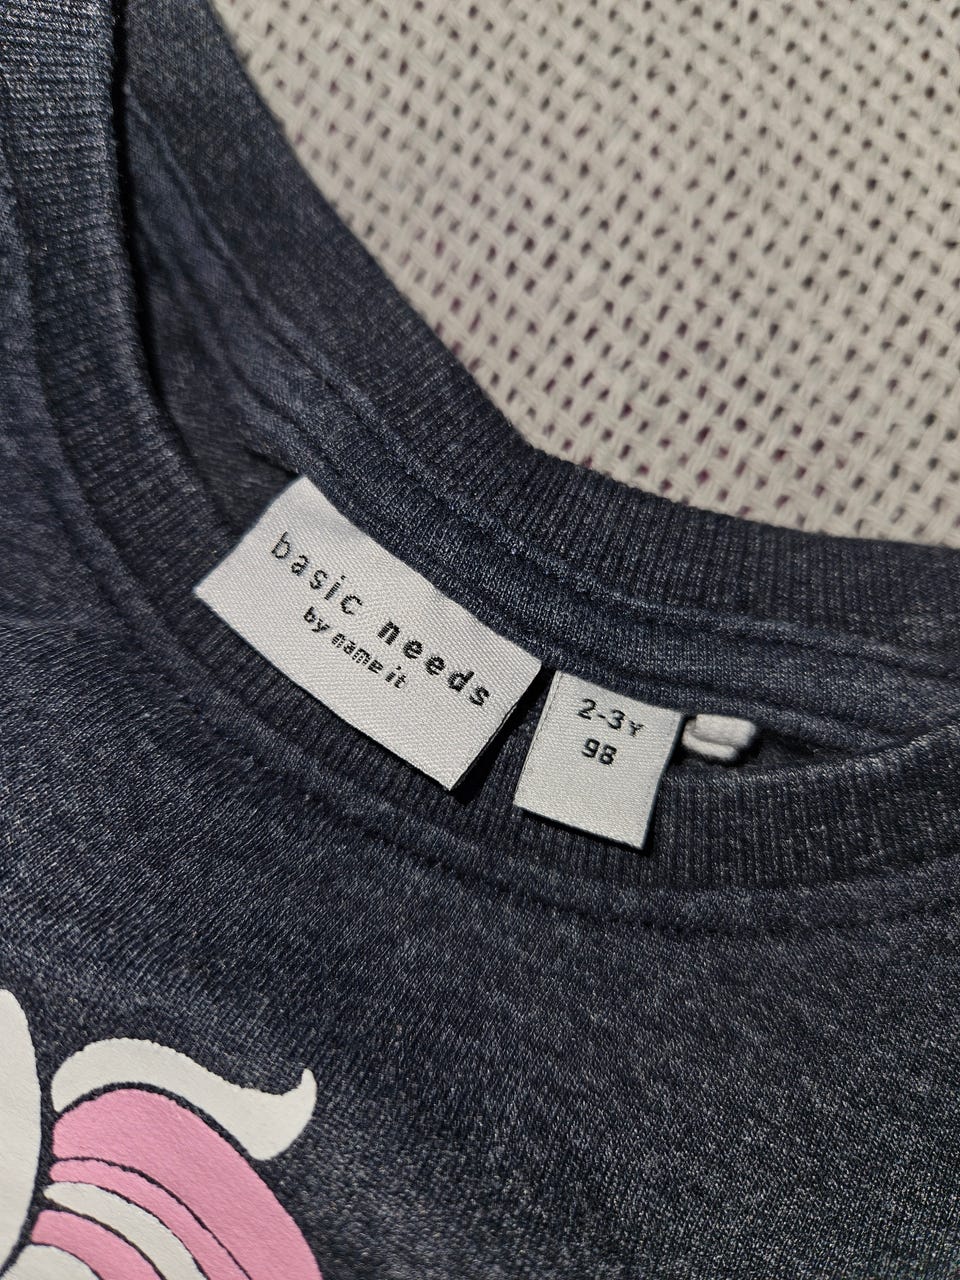 basic needs
by name it
2-3Y
98